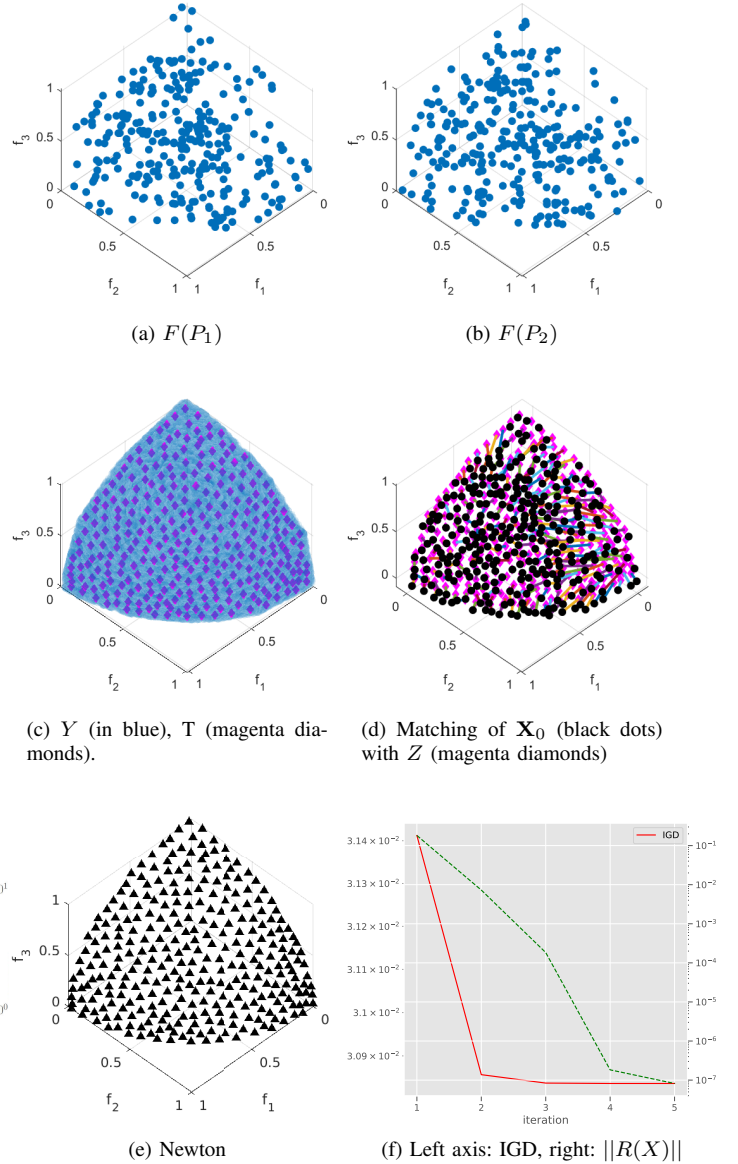 1
0.5
0
f3
0
0.5
1
f2
1
0.5
0
f1
(a) F(P1)
1
0.5
0
f3
0
0.5
1
f2
1
0.5
0
f1
(b) F(P2)
1
0.5
0
f3
0
0.5
1
f2
1
0.5
0
f1
(c) Y (in blue), T (magenta dia-
monds).
1
0.5
0
f3
0
0.5
1
f2
1
0.5
0
f1
(d) Matching of X0 (black dots)
with Z (magenta diamonds)
1
0.5
0
f3
0
0.5
1
f2
1
0.5
0
f1
(e) Newton
IGD
3.14 × 10⁻²
3.13 × 10⁻²
3.12 × 10⁻²
3.11 × 10⁻²
3.1 × 10⁻²
3.09 × 10⁻²
10⁻¹
10⁻²
10⁻³
10⁻⁴
10⁻⁵
10⁻⁶
10⁻⁷
1 2 3 4 5
iteration
(f) Left axis: IGD, right: ||R(X)||